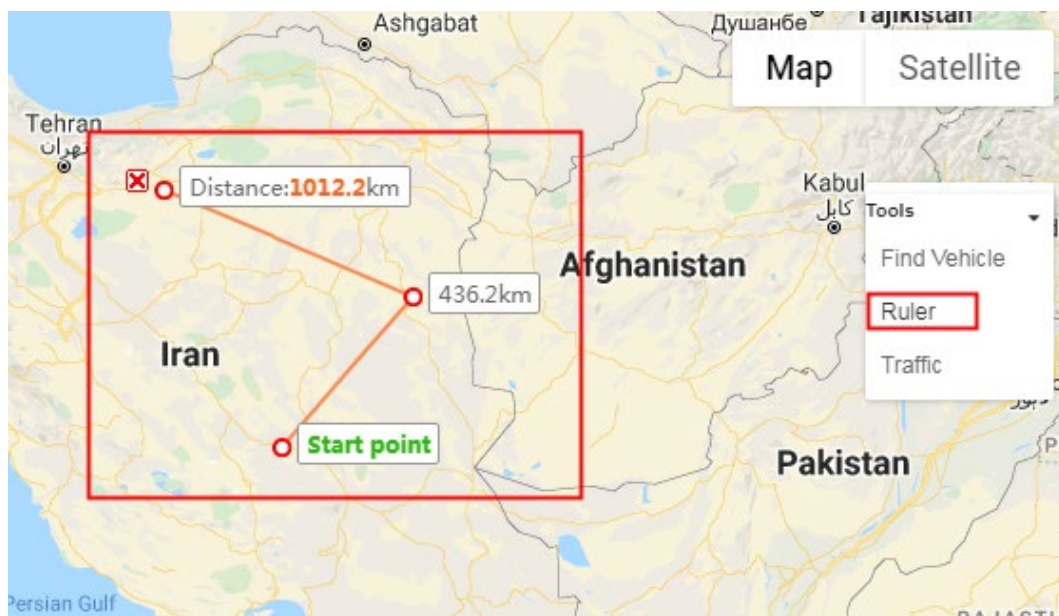 Ashgabat
Душанбе
Tajikistan
Map
Satellite
Tehran
تهران
Distance:1012.2km
Kabul
کابل
Tools
Find Vehicle
Afghanistan
436.2km
Ruler
Iran
Traffic
Start point
Pakistan
Persian Gulf